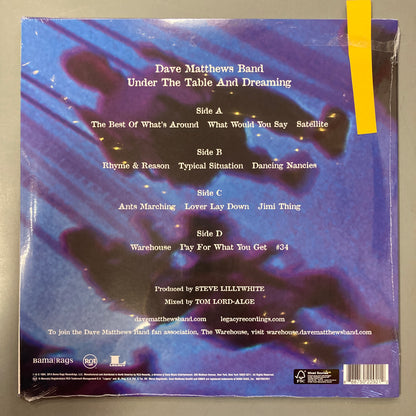 Dave Matthews Band
Under The Table And Dreaming
Side A
The Best Of What's Around What Would You Say Satellite
Side B
Rhyme & Reason Typical Situation Dancing Nancies
Side C
Ants Marching Lover Lay Down Jimi Thing
Side D
Warehouse Pay For What You Get #34
Produced by STEVE LILLYWHITE
Mixed by TOM LORD-ALGE
davematthewsband.com legacyrecordings.com
To join the Dave Matthews Band fan association, The Warehouse, visit warehouse.davematthewsband.com
bama Rags RCA
FSC